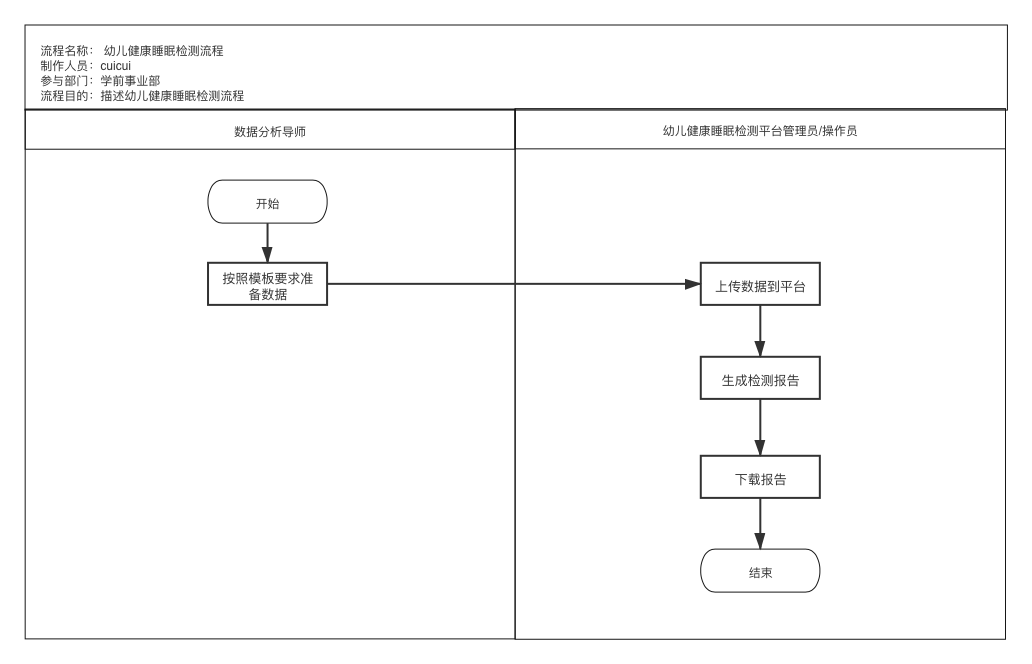 流程名称： 幼儿健康睡眠检测流程
制作人员：cuicui
参与部门：学前事业部
流程目的：描述幼儿健康睡眠检测流程
数据分析导师
幼儿健康睡眠检测平台管理员/操作员
开始
按照模板要求准
备数据
上传数据到平台
生成检测报告
下载报告
结束